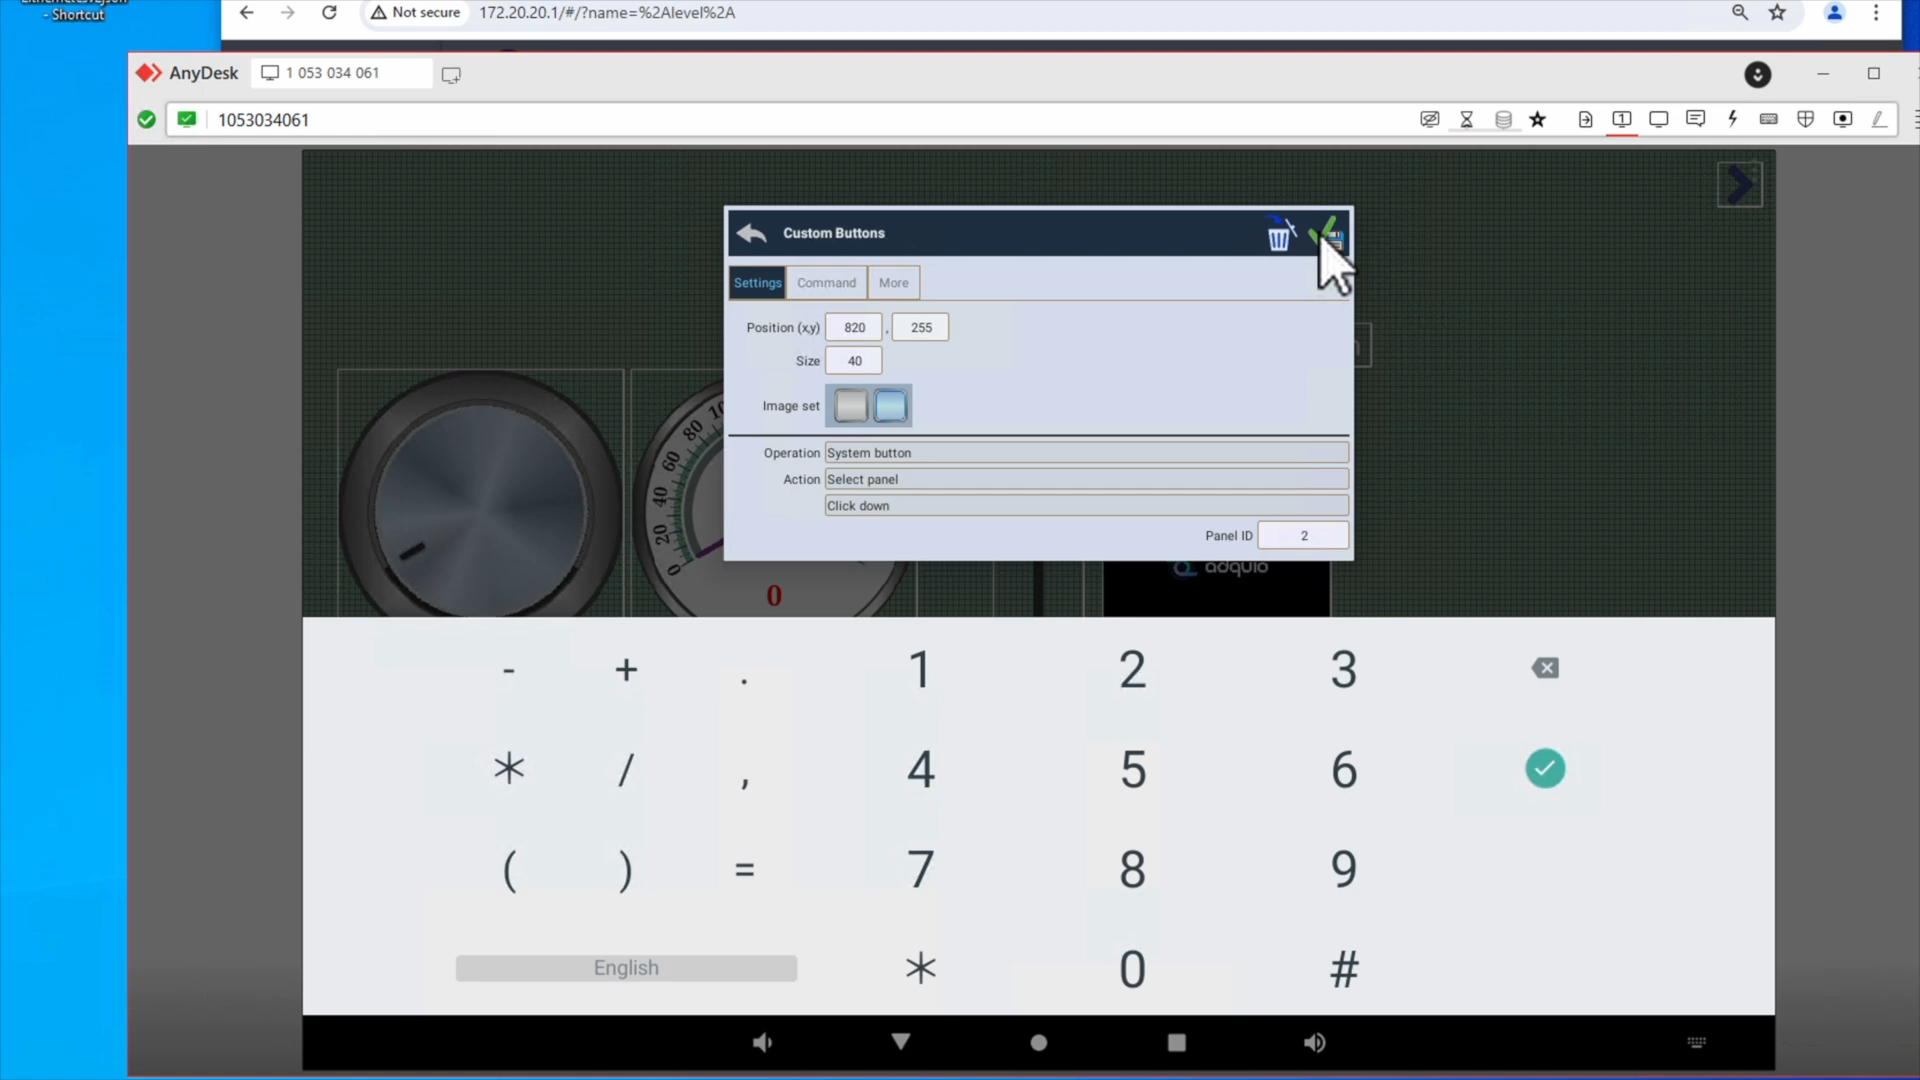 - Shortcut
Not secure
172.20.20.1/#/?name=%2Alevel%2A
AnyDesk
1 053 034 061
1053034061
1
Custom Buttons
Settings
Command
More
Position (x,y)
820
,
255
Size
40
Image set
Operation
System button
Action
Select panel
Click down
Panel ID
2
80
60
40
20
0
0
adquio
- + . 1 2 3
* / , 4 5 6
( ) = 7 8 9
English * 0 #